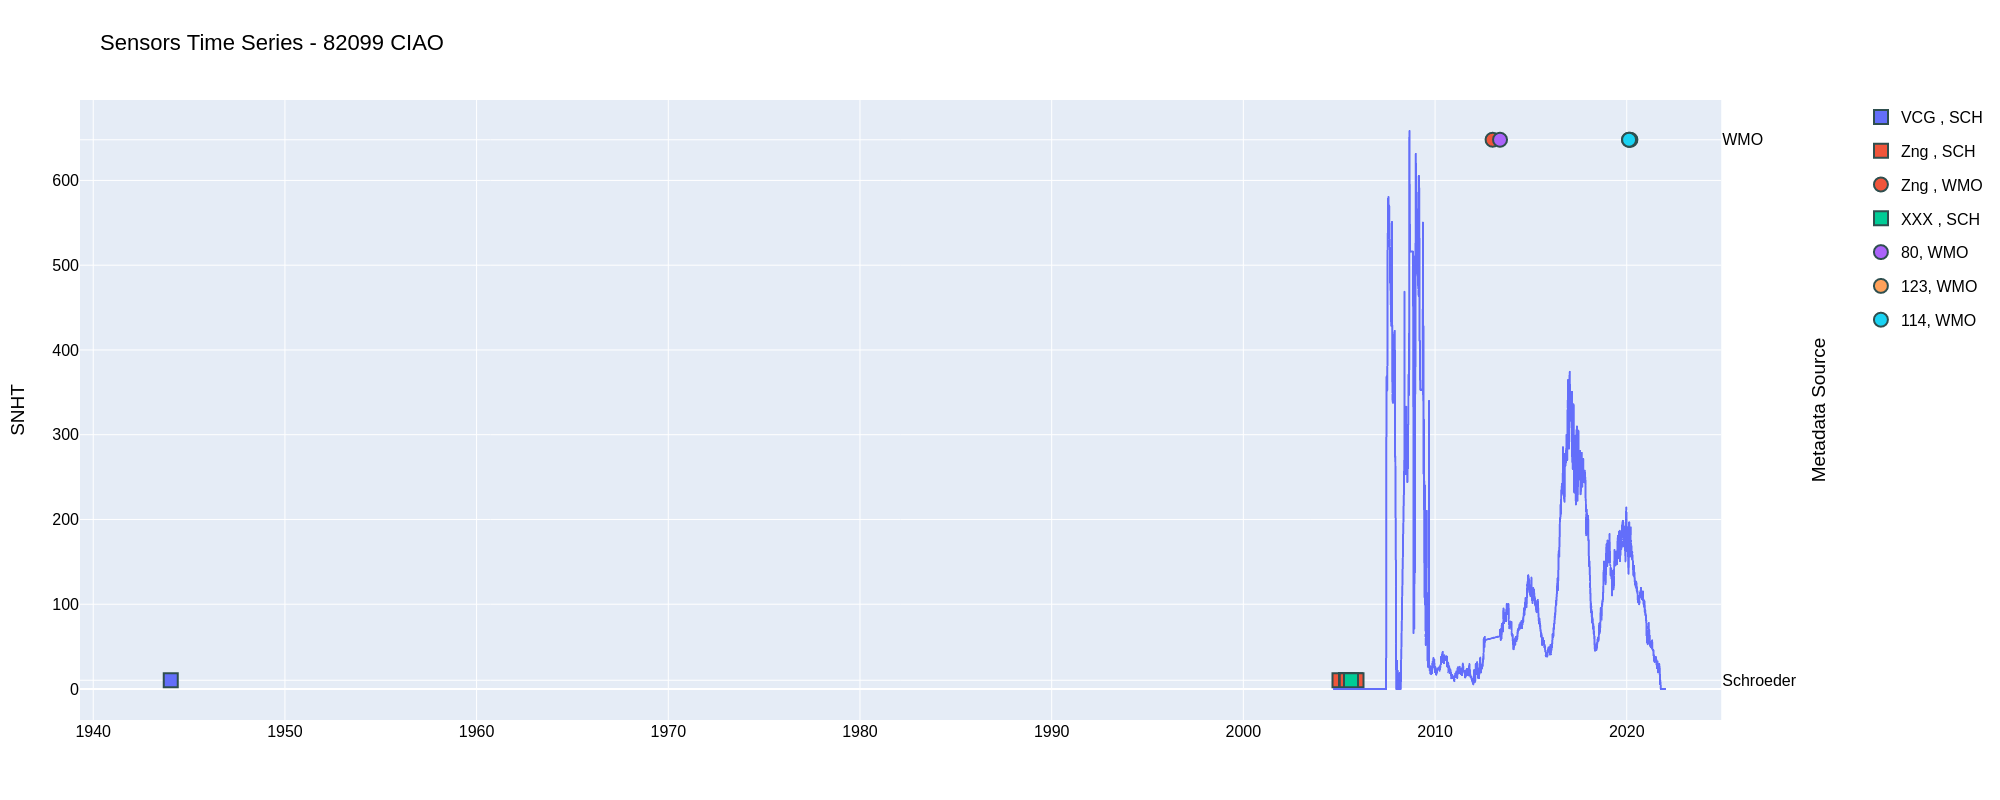 Sensors Time Series - 82099 CIAO
SNHT
600
500
400
300
200
100
0
1940
1950
1960
1970
1980
1990
2000
2010
2020
WMO
Schroeder
Metadata Source
VCG , SCH
Zng , SCH
Zng , WMO
XXX , SCH
80, WMO
123, WMO
114, WMO